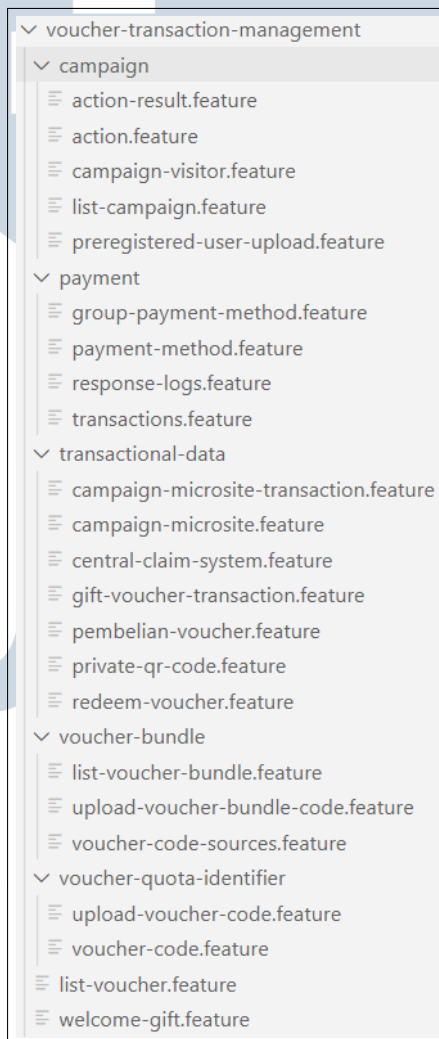 voucher-transaction-management
campaign
action-result.feature
action.feature
campaign-visitor.feature
list-campaign.feature
preregistered-user-upload.feature
payment
group-payment-method.feature
payment-method.feature
response-logs.feature
transactions.feature
transactional-data
campaign-microsite-transaction.feature
campaign-microsite.feature
central-claim-system.feature
gift-voucher-transaction.feature
pembelian-voucher.feature
private-qr-code.feature
redeem-voucher.feature
voucher-bundle
list-voucher-bundle.feature
upload-voucher-bundle-code.feature
voucher-code-sources.feature
voucher-quota-identifier
upload-voucher-code.feature
voucher-code.feature
list-voucher.feature
welcome-gift.feature